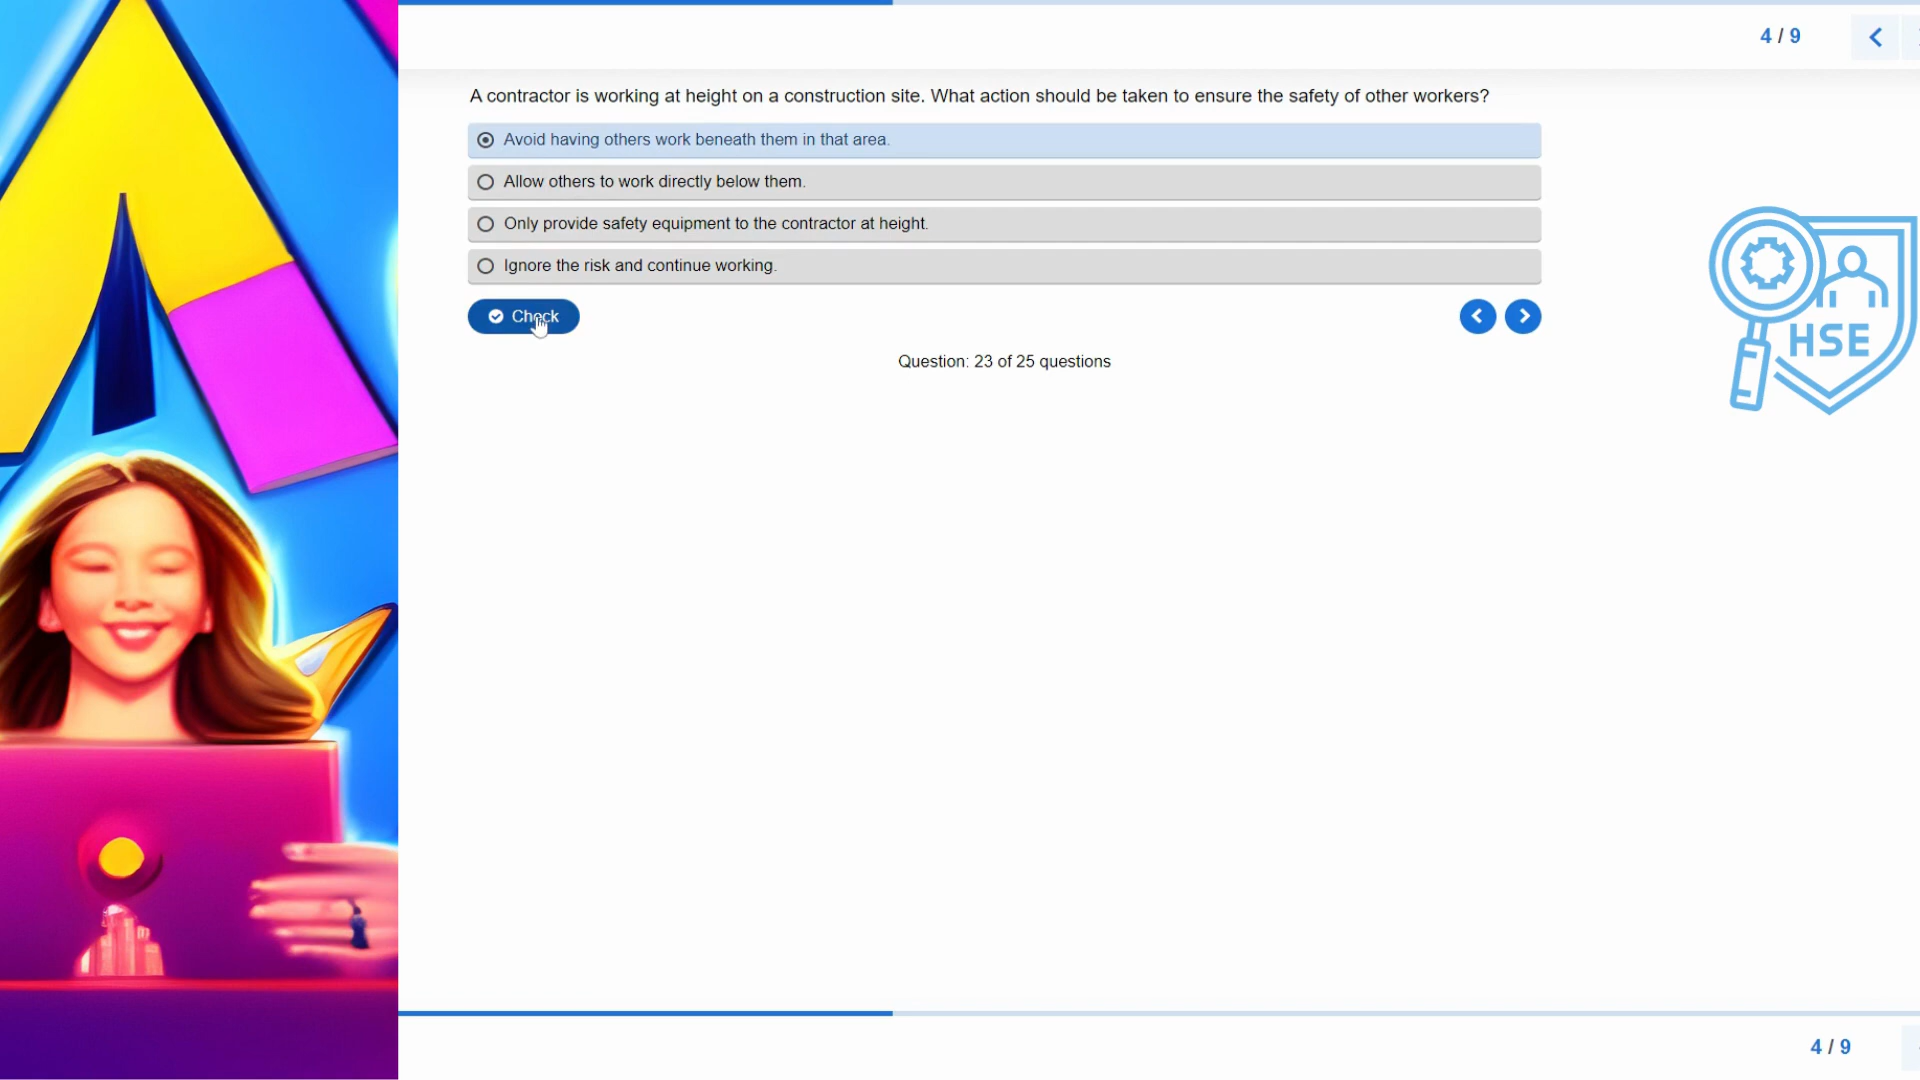 4 / 9
A contractor is working at height on a construction site. What action should be taken to ensure the safety of other workers?
Avoid having others work beneath them in that area.
Allow others to work directly below them.
Only provide safety equipment to the contractor at height.
Ignore the risk and continue working.
Check
HSE
Question: 23 of 25 questions
4 / 9